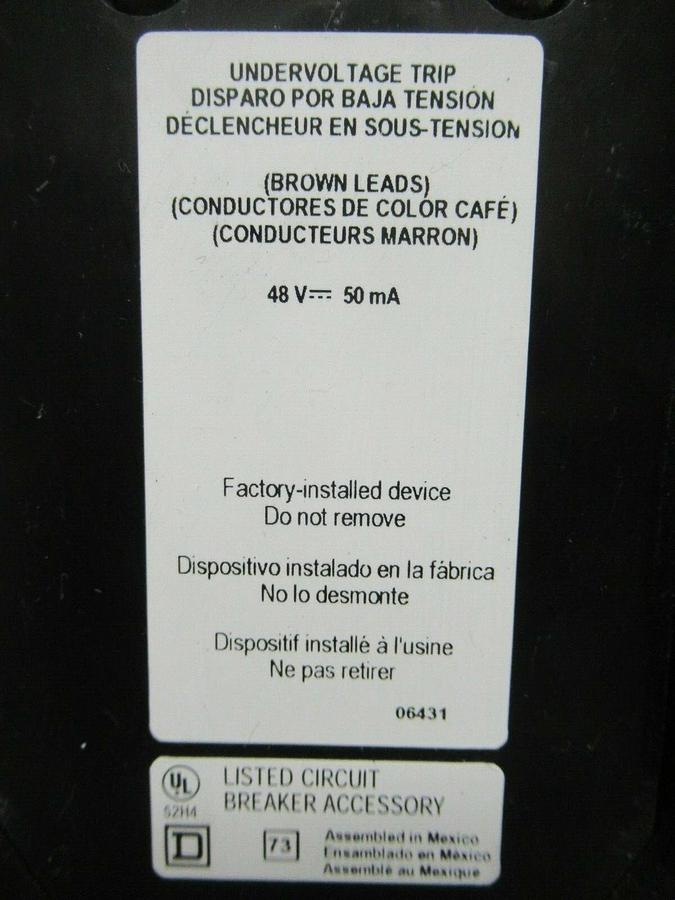 UNDERVOLTAGE TRIP
DISPARO POR BAJA TENSIÓN
DÉCLENCHEUR EN SOUS-TENSION
(BROWN LEADS)
(CONDUCTORES DE COLOR CAFÉ)
(CONDUCTEURS MARRON)
48 V⎓ 50 mA
Factory-installed device
Do not remove
Dispositivo instalado en la fábrica
No lo desmonte
Dispositif installé à l'usine
Ne pas retirer
06431
UL LISTED CIRCUIT
52H4 BREAKER ACCESSORY
D 73 Assembled in Mexico
Ensamblado en México
Assemblé au Mexique